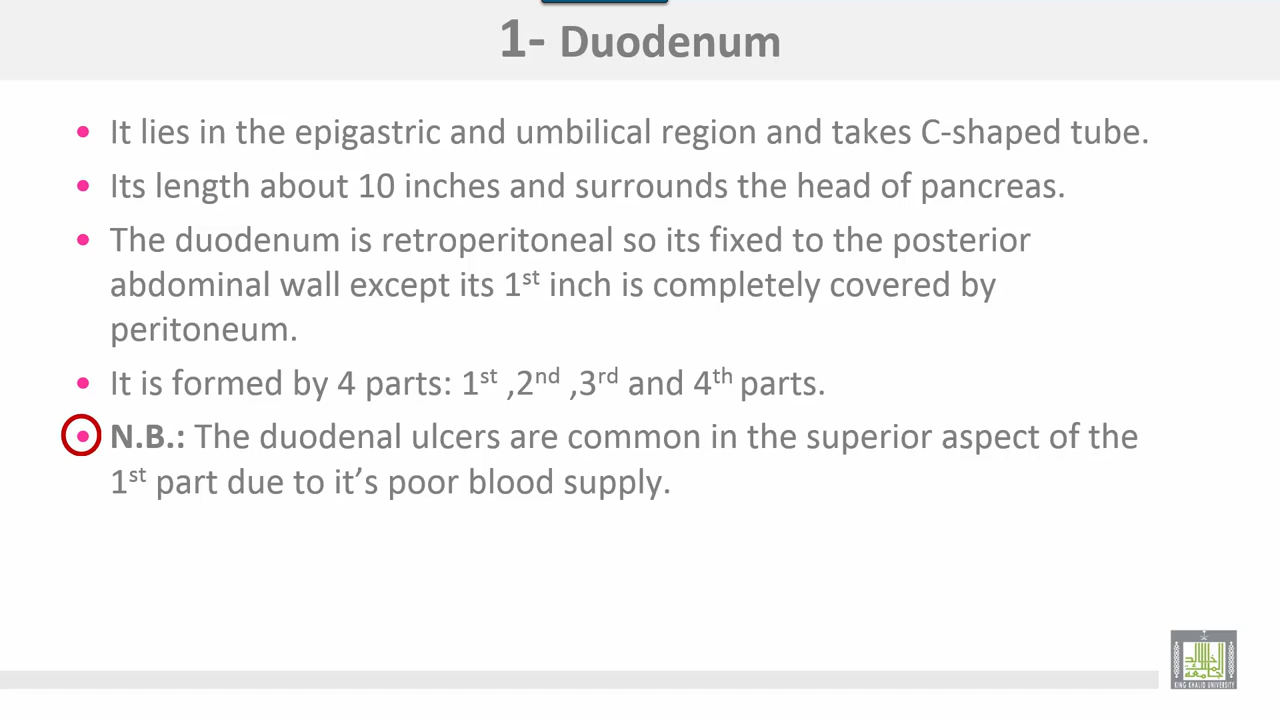 1- Duodenum
• It lies in the epigastric and umbilical region and takes C-shaped tube.
• Its length about 10 inches and surrounds the head of pancreas.
• The duodenum is retroperitoneal so its fixed to the posterior
abdominal wall except its 1st inch is completely covered by
peritoneum.
• It is formed by 4 parts: 1st ,2nd ,3rd and 4th parts.
• N.B.: The duodenal ulcers are common in the superior aspect of the
1st part due to it’s poor blood supply.
KING KHALID UNIVERSITY